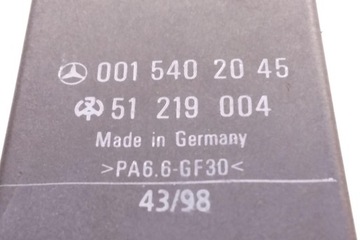 001 540 20 45
51 219 004
Made in Germany
>PA6.6-GF30<
43/98